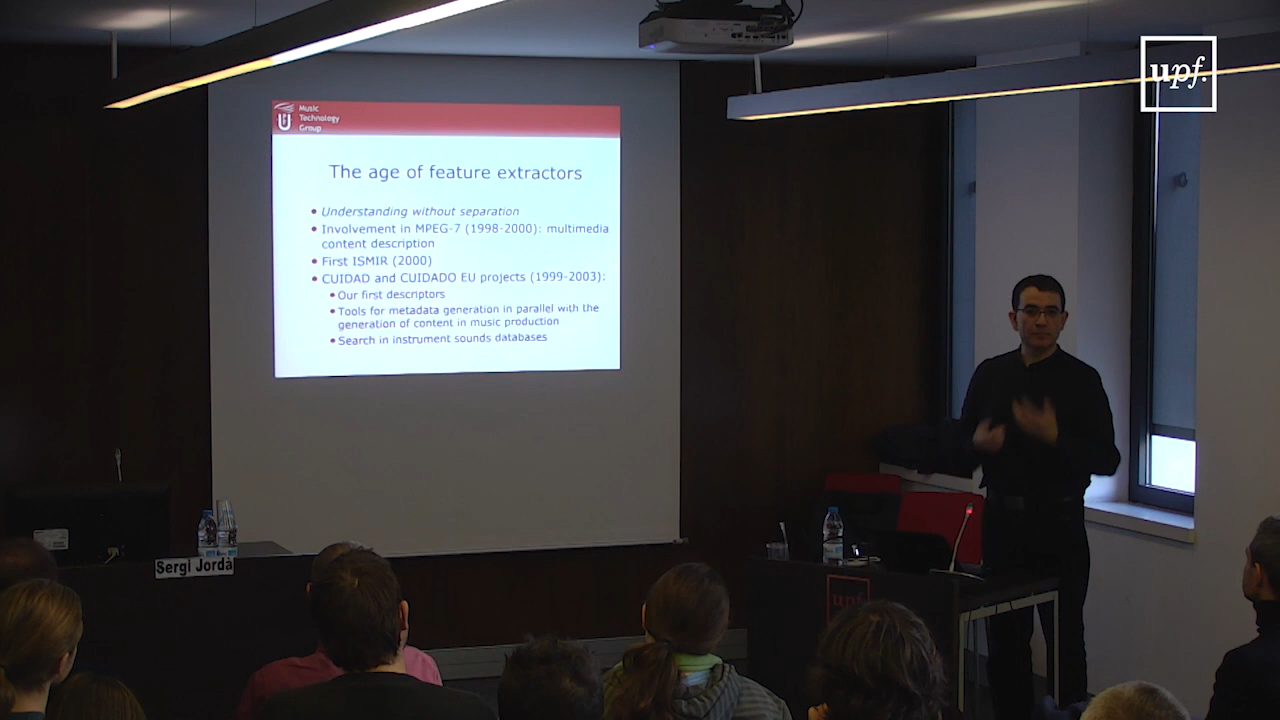 upf.
Music
Technology
Group
The age of feature extractors
• Understanding without separation
• Involvement in MPEG-7 (1998-2000): multimedia
content description
• First ISMIR (2000)
• CUIDAD and CUIDADO EU projects (1999-2003):
• Our first descriptors
• Tools for metadata generation in parallel with the
generation of content in music production
• Search in instrument sounds databases
Sergi Jordà
upf.